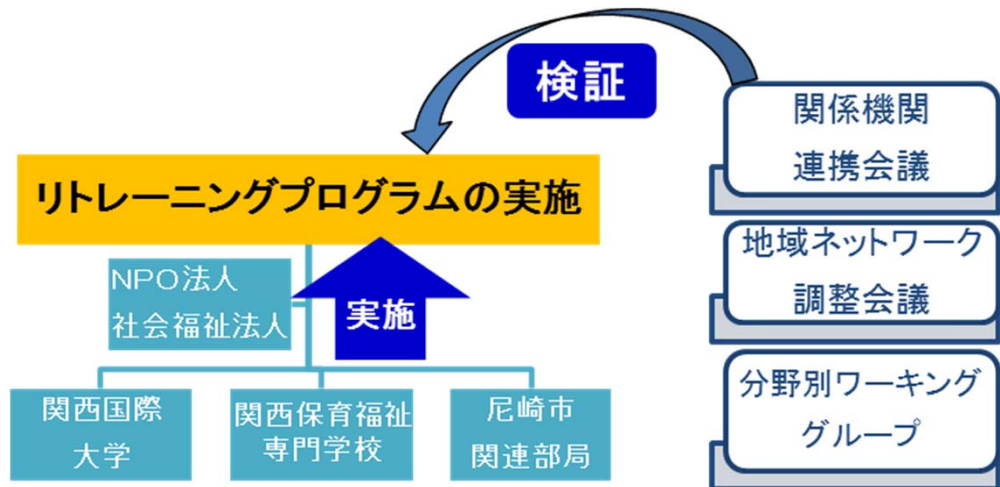 検証
リトレーニングプログラムの実施
NPO法人
社会福祉法人
実施
関西国際
大学
関西保育福祉
専門学校
尼崎市
関連部局
関係機関
連携会議
地域ネットワーク
調整会議
分野別ワーキング
グループ